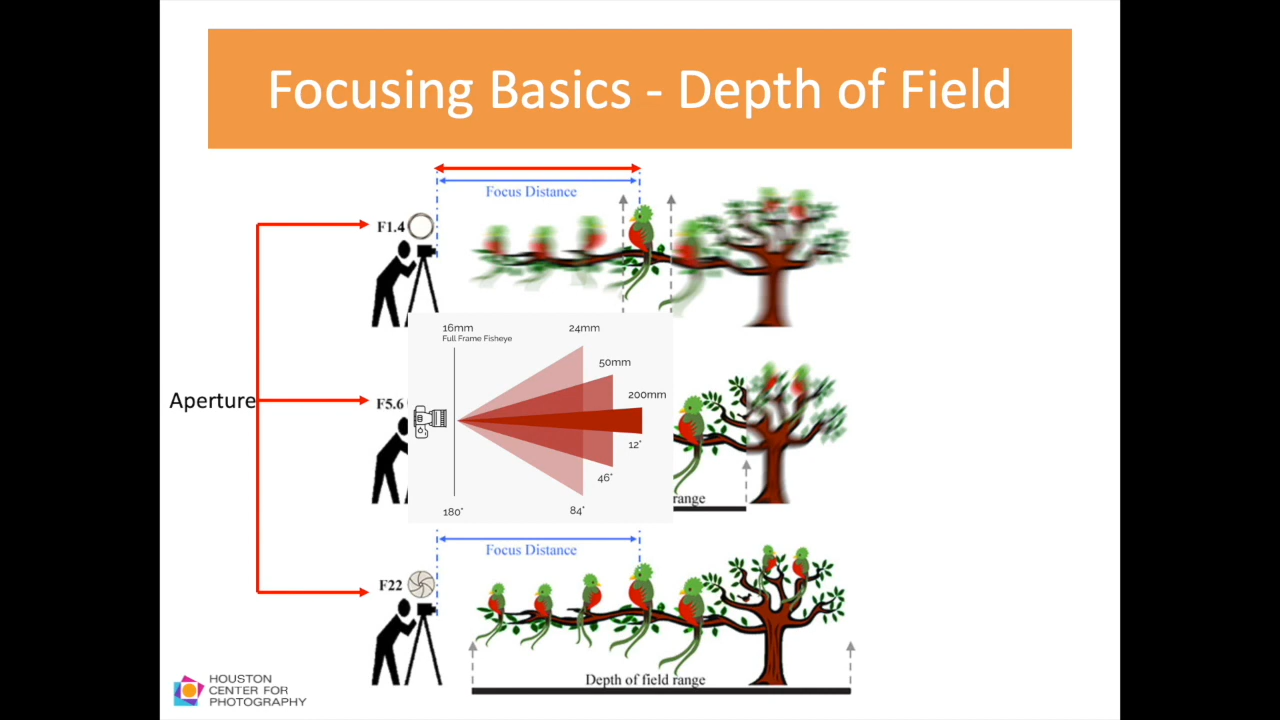 Focusing Basics - Depth of Field
Focus Distance
F1.4
16mm
24mm
Full Frame Fisheye
50mm
200mm
Aperture
F5.6
12°
46°
range
180°
84°
Focus Distance
F22
Depth of field range
HOUSTON
CENTER FOR
PHOTOGRAPHY